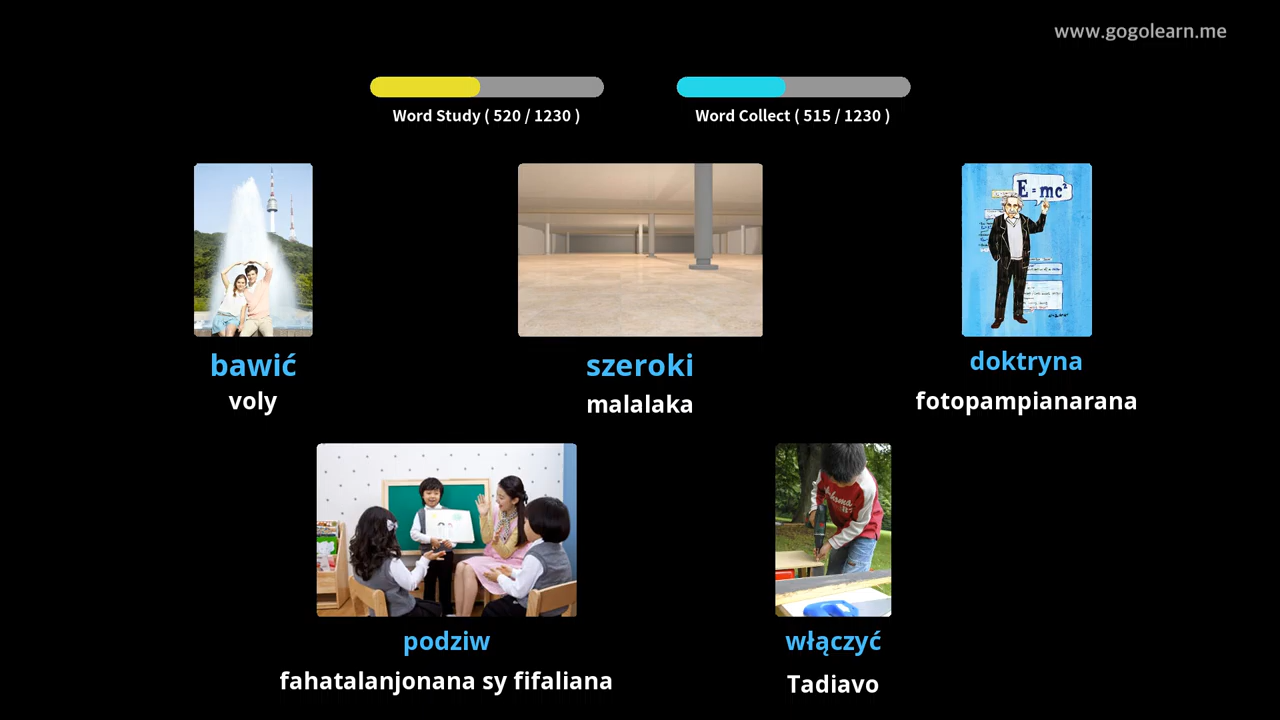 www.gogolearn.me
Word Study ( 520 / 1230 )
Word Collect ( 515 / 1230 )
E=mc²
bawić
szeroki
doktryna
voly
malalaka
fotopampianarana
podziw
włączyć
fahatalanjonana sy fifaliana
Tadiavo